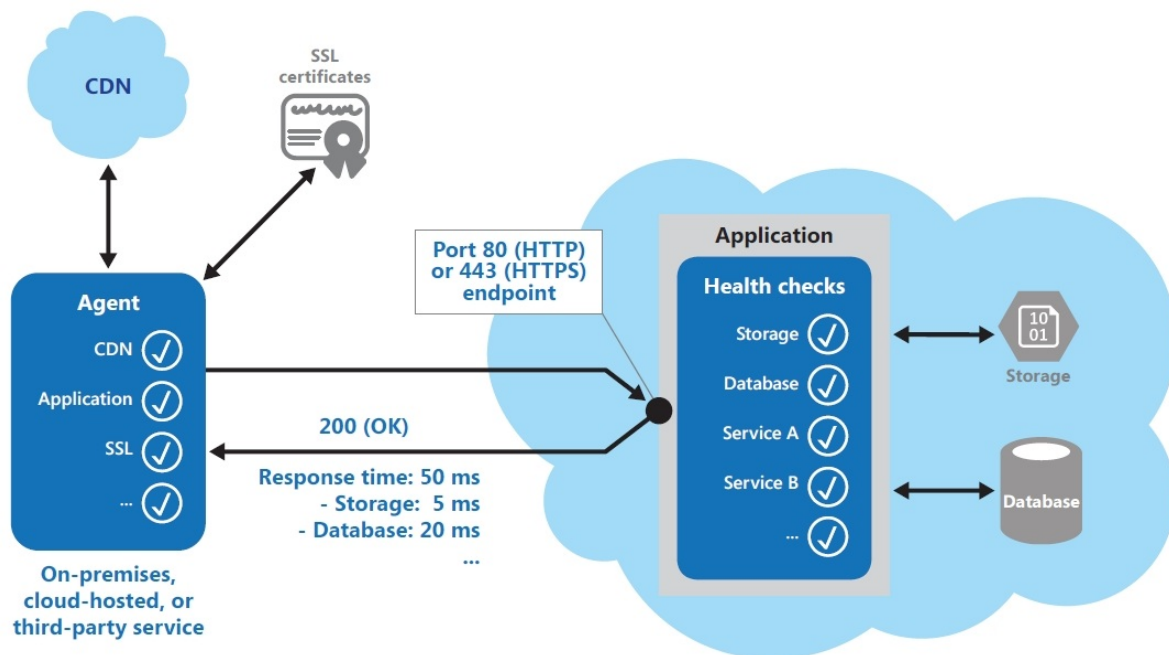 CDN
SSL
certificates
Agent
CDN
Application
SSL
...
On-premises,
cloud-hosted, or
third-party service
Port 80 (HTTP)
or 443 (HTTPS)
endpoint
200 (OK)
Response time: 50 ms
- Storage: 5 ms
- Database: 20 ms
...
Application
Health checks
Storage
Database
Service A
Service B
...
10
01
Storage
Database